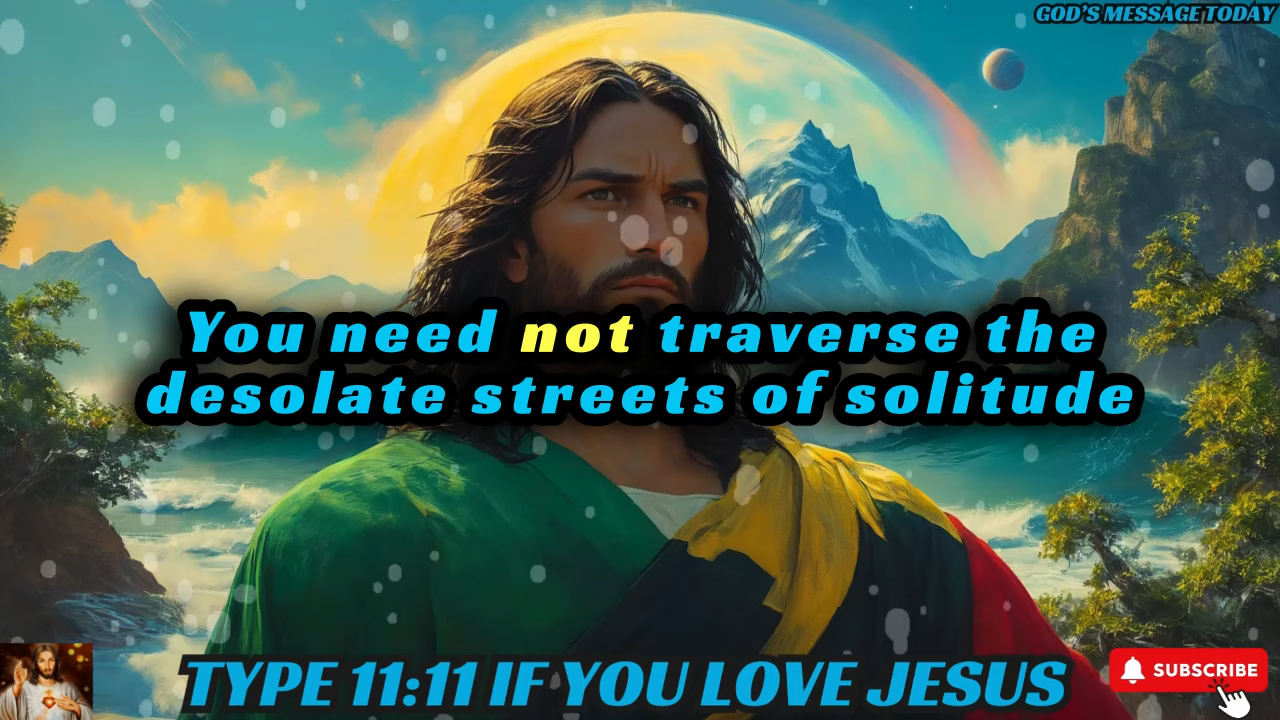 GOD'S MESSAGE TODAY
You need not traverse the
desolate streets of solitude
TYPE 11:11 IF YOU LOVE JESUS
SUBSCRIBE